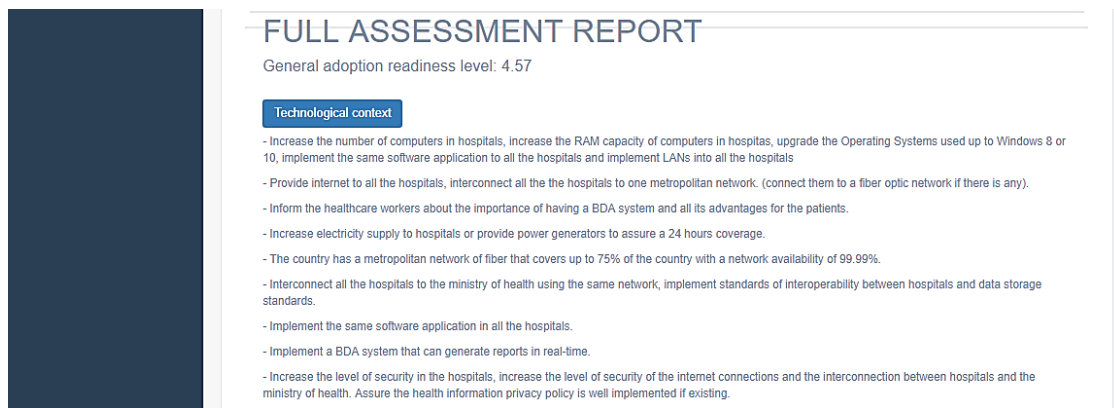 FULL ASSESSMENT REPORT
General adoption readiness level: 4.57
Technological context
- Increase the number of computers in hospitals, increase the RAM capacity of computers in hospitas, upgrade the Operating Systems used up to Windows 8 or
10, implement the same software application to all the hospitals and implement LANs into all the hospitals
- Provide internet to all the hospitals, interconnect all the the hospitals to one metropolitan network. (connect them to a fiber optic network if there is any).
- Inform the healthcare workers about the importance of having a BDA system and all its advantages for the patients.
- Increase electricity supply to hospitals or provide power generators to assure a 24 hours coverage.
- The country has a metropolitan network of fiber that covers up to 75% of the country with a network availability of 99.99%.
- Interconnect all the hospitals to the ministry of health using the same network, implement standards of interoperability between hospitals and data storage
standards.
- Implement the same software application in all the hospitals.
- Implement a BDA system that can generate reports in real-time.
- Increase the level of security in the hospitals, increase the level of security of the internet connections and the interconnection between hospitals and the
ministry of health. Assure the health information privacy policy is well implemented if existing.